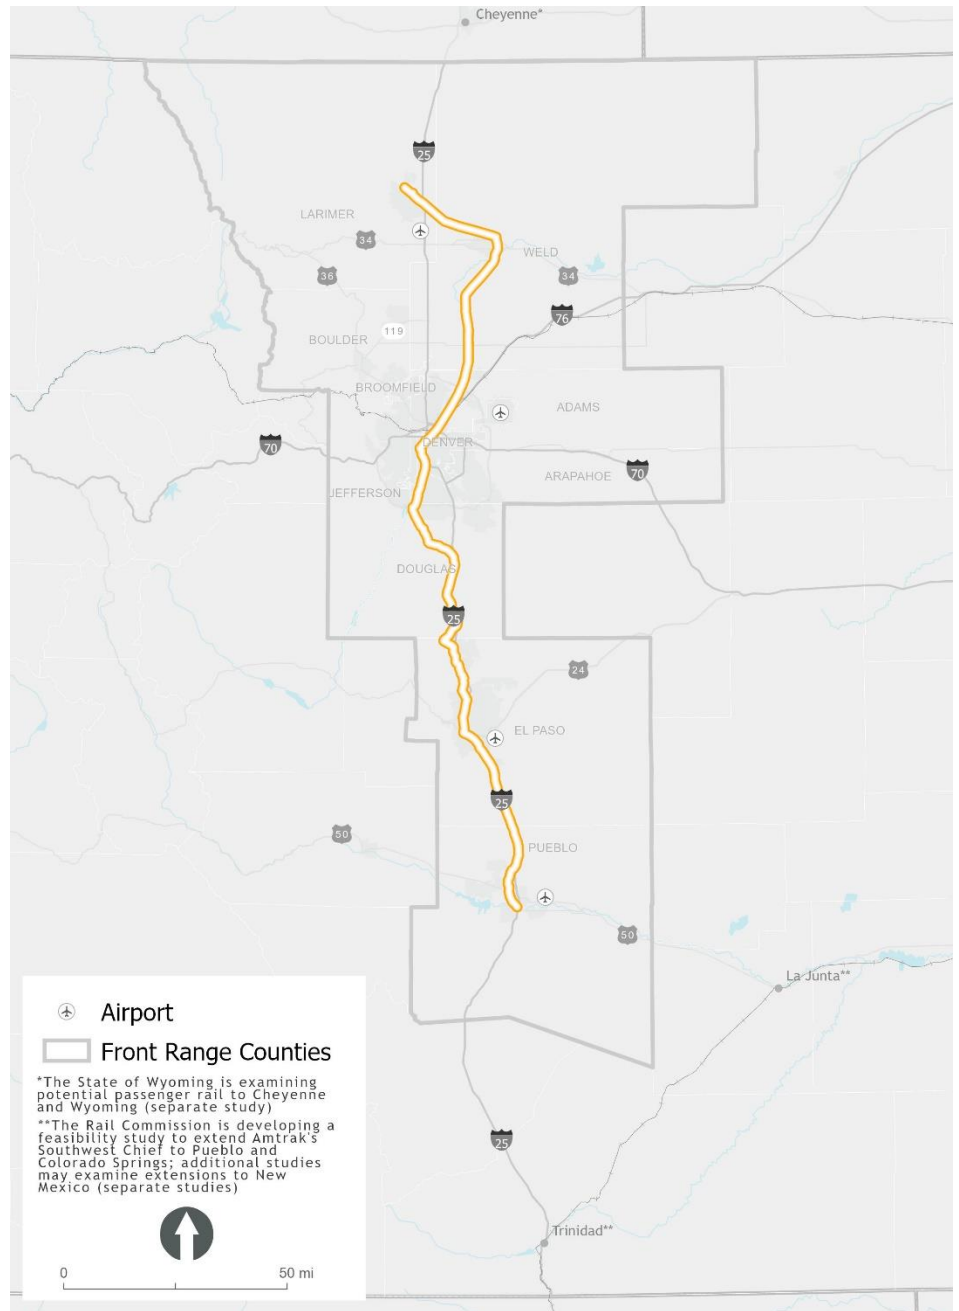 Cheyenne*
25
LARIMER
34
WELD
36
34
76
119
BOULDER
BROOMFIELD
ADAMS
DENVER
70
70
ARAPAHOE
JEFFERSON
DOUGLAS
25
24
EL PASO
25
50
PUEBLO
50
La Junta**
25
Trinidad**
Airport
Front Range Counties
*The State of Wyoming is examining
potential passenger rail to Cheyenne
and Wyoming (separate study)
**The Rail Commission is developing a
feasibility study to extend Amtrak's
Southwest Chief to Pueblo and
Colorado Springs; additional studies
may examine extensions to New
Mexico (separate studies)
0 50 mi